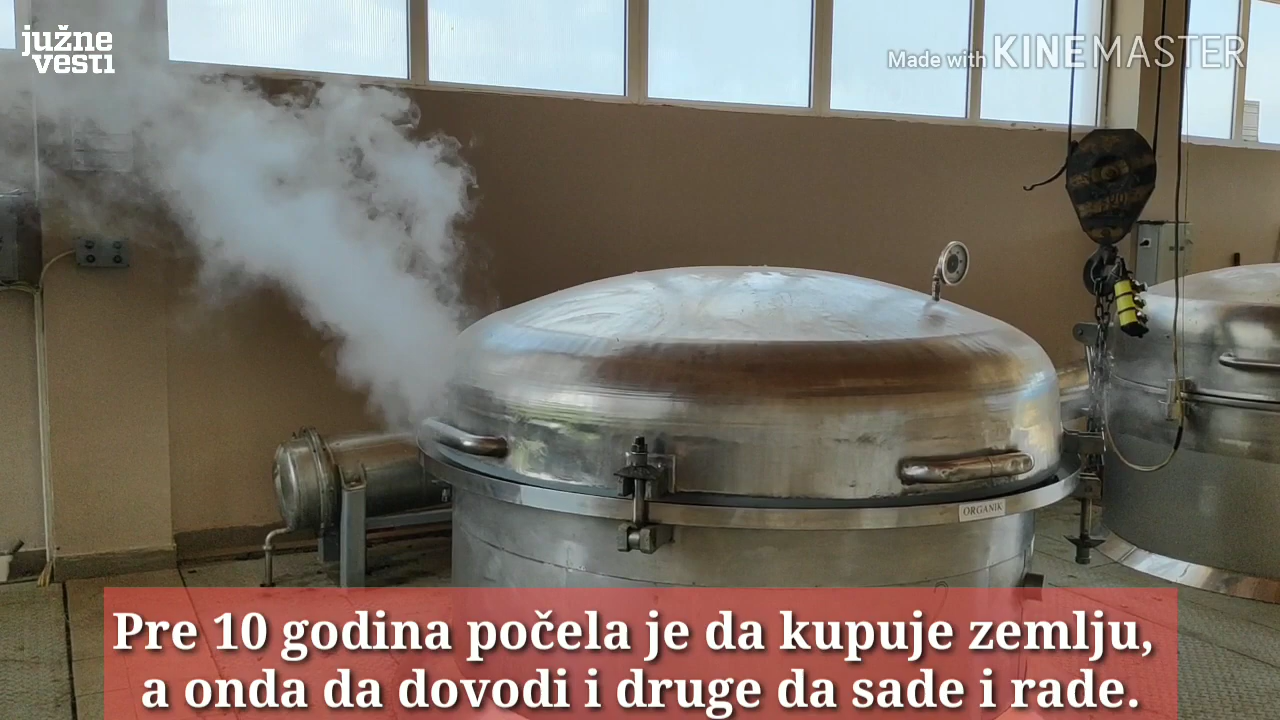 južne
vesti
Made with KINEMASTER
ORGANIK
Pre 10 godina počela je da kupuje zemlju,
a onda da dovodi i druge da sade i rade.